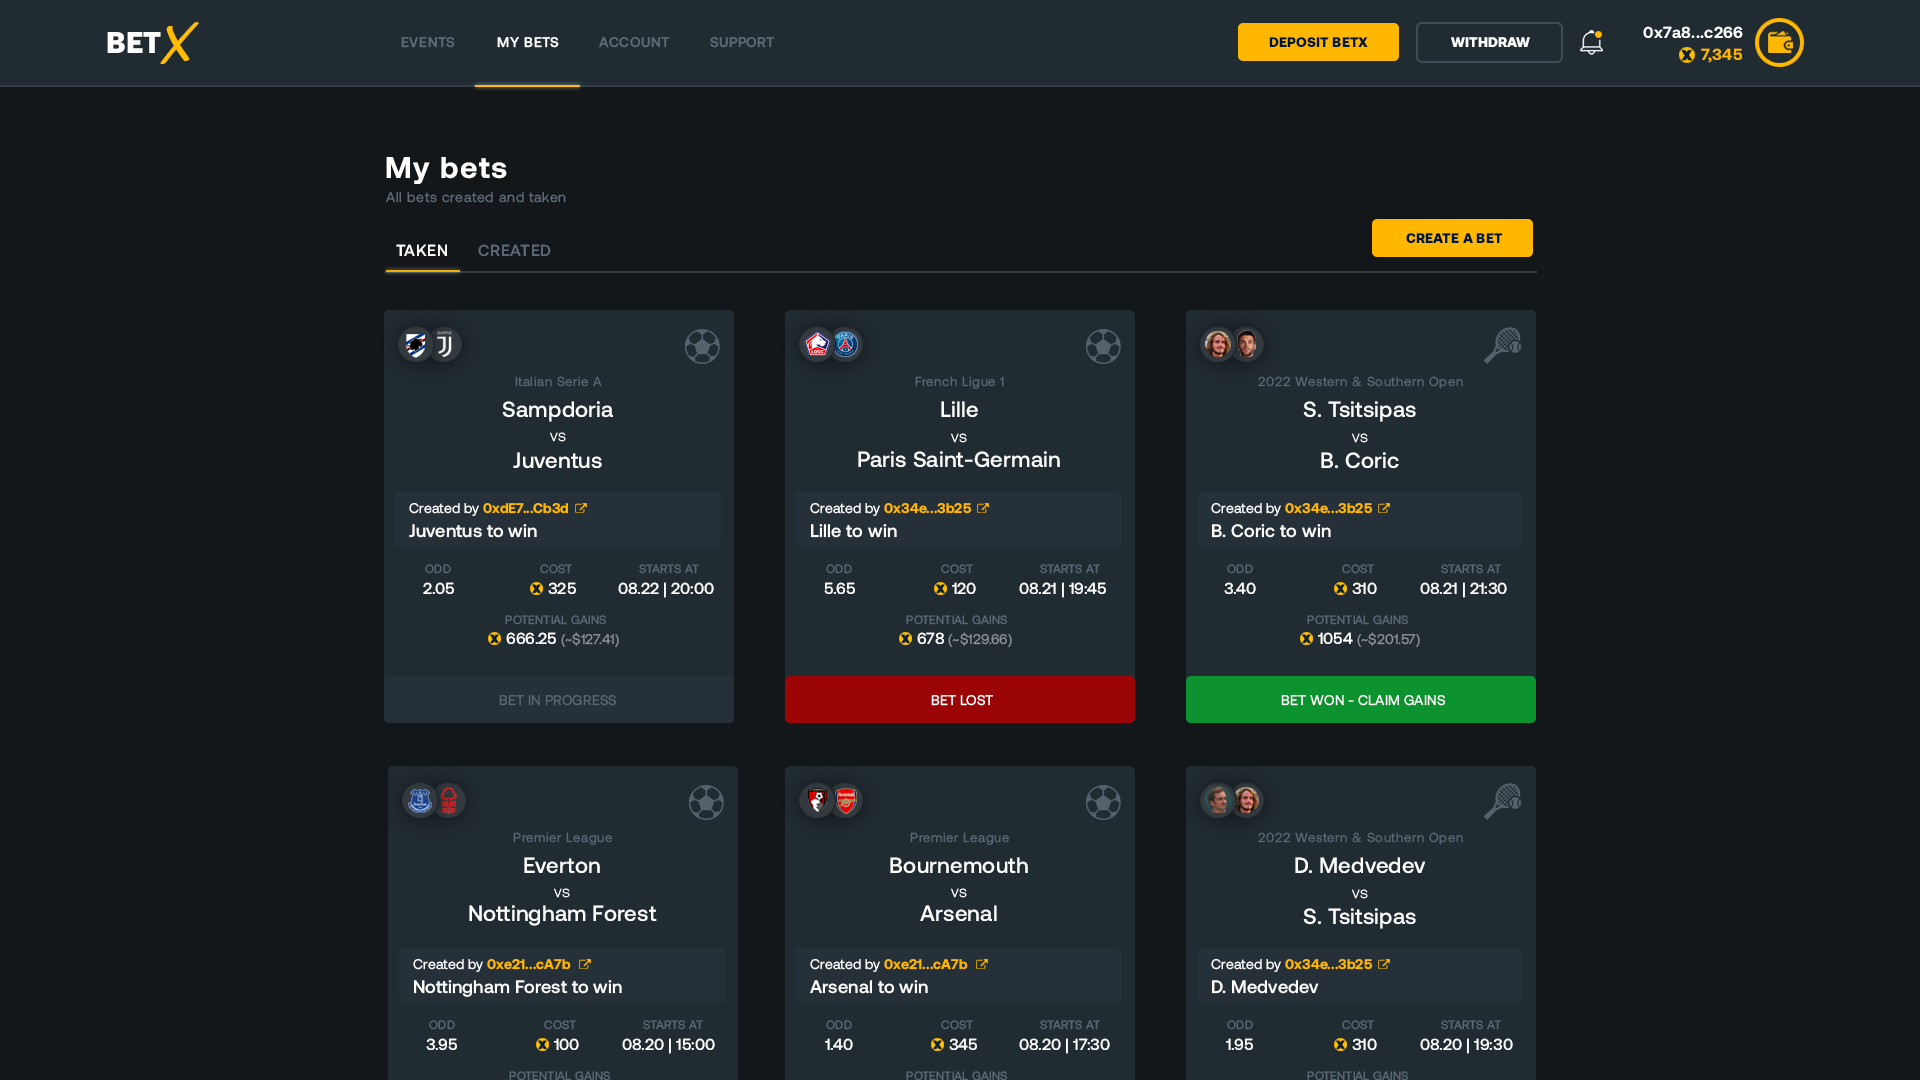 BET X
EVENTS
MY BETS
ACCOUNT
SUPPORT
DEPOSIT BETX
WITHDRAW
0x7a8...c266
7,345
My bets
All bets created and taken
TAKEN
CREATED
CREATE A BET
Italian Serie A
Sampdoria
VS
Juventus
Created by 0xdE7...Cb3d
Juventus to win
ODD COST STARTS AT
2.05 325 08.22 | 20:00
POTENTIAL GAINS
666.25 (~$127.41)
BET IN PROGRESS
French Ligue 1
Lille
VS
Paris Saint-Germain
Created by 0x34e...3b25
Lille to win
ODD COST STARTS AT
5.65 120 08.21 | 19:45
POTENTIAL GAINS
678 (~$129.66)
BET LOST
2022 Western & Southern Open
S. Tsitsipas
VS
B. Coric
Created by 0x34e...3b25
B. Coric to win
ODD COST STARTS AT
3.40 310 08.21 | 21:30
POTENTIAL GAINS
1054 (~$201.57)
BET WON - CLAIM GAINS
Premier League
Everton
VS
Nottingham Forest
Created by 0xe21...cA7b
Nottingham Forest to win
ODD COST STARTS AT
3.95 100 08.20 | 15:00
POTENTIAL GAINS
Premier League
Bournemouth
VS
Arsenal
Created by 0xe21...cA7b
Arsenal to win
ODD COST STARTS AT
1.40 345 08.20 | 17:30
POTENTIAL GAINS
2022 Western & Southern Open
D. Medvedev
VS
S. Tsitsipas
Created by 0x34e...3b25
D. Medvedev
ODD COST STARTS AT
1.95 310 08.20 | 19:30
POTENTIAL GAINS